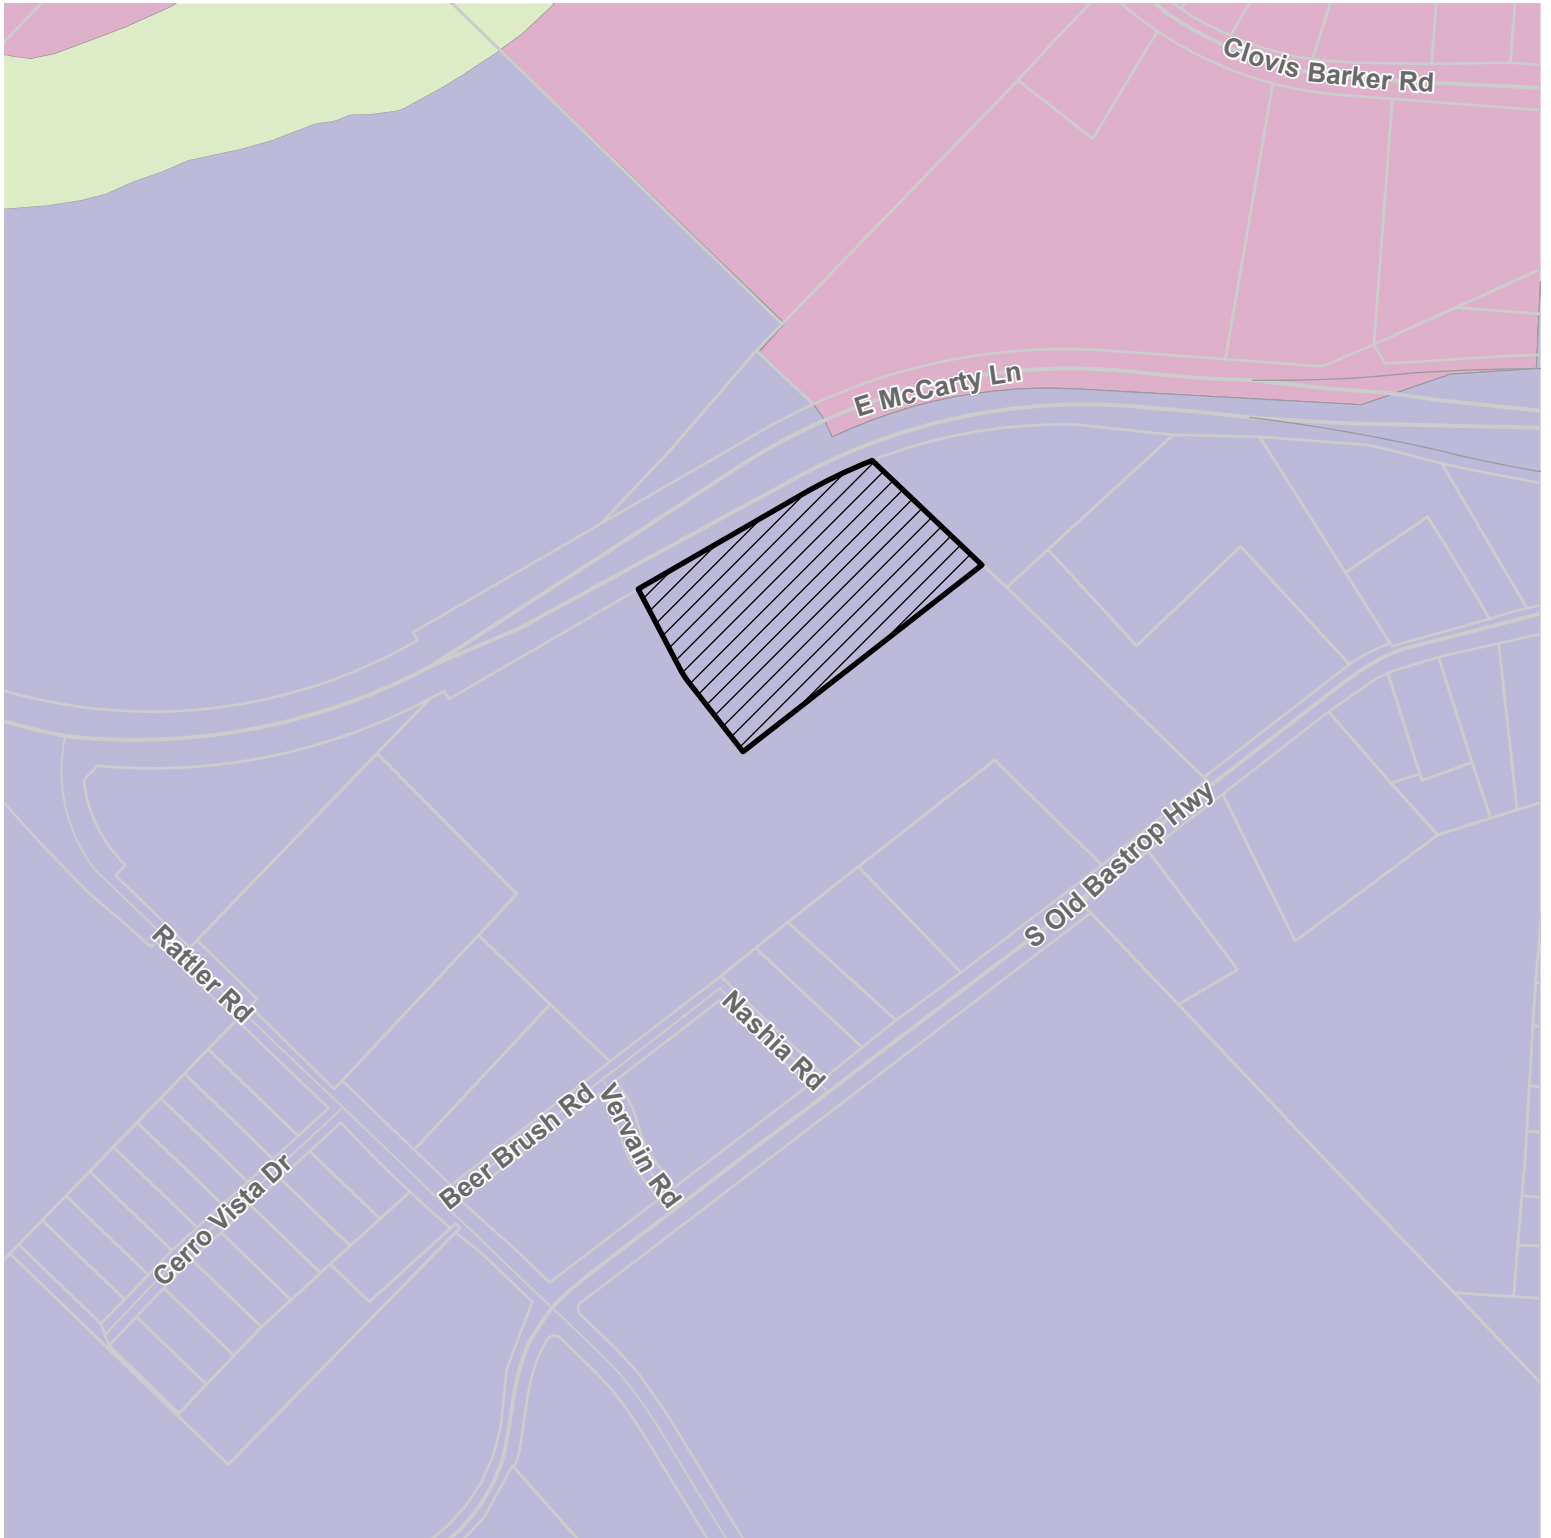 Clovis Barker Rd
E McCarty Ln
S Old Bastrop Hwy
Rattler Rd
Nashia Rd
Vervain Rd
Beer Brush Rd
Cerro Vista Dr